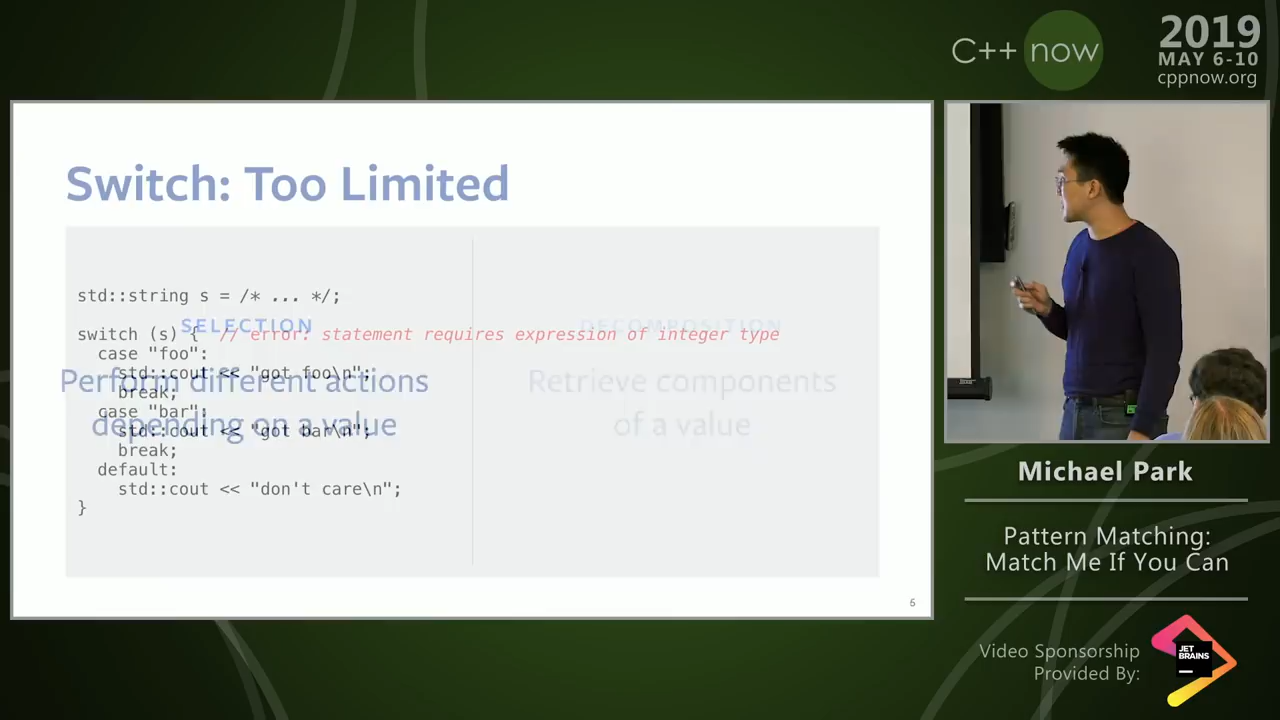 C++ now
2019
MAY 6-10
cppnow.org
Switch: Too Limited
std::string s = /* ... */;
SELECTION
DECOMPOSITION
switch (s) { // error: statement requires expression of integer type
case "foo":
std::cout << "got foo\n";
Perform different actions
Retrieve components
break;
case "bar":
depending on a value
of a value
std::cout << "got bar\n";
break;
default:
std::cout << "don't care\n";
}
5
Michael Park
Pattern Matching:
Match Me If You Can
Video Sponsorship
Provided By:
JET
BRAINS